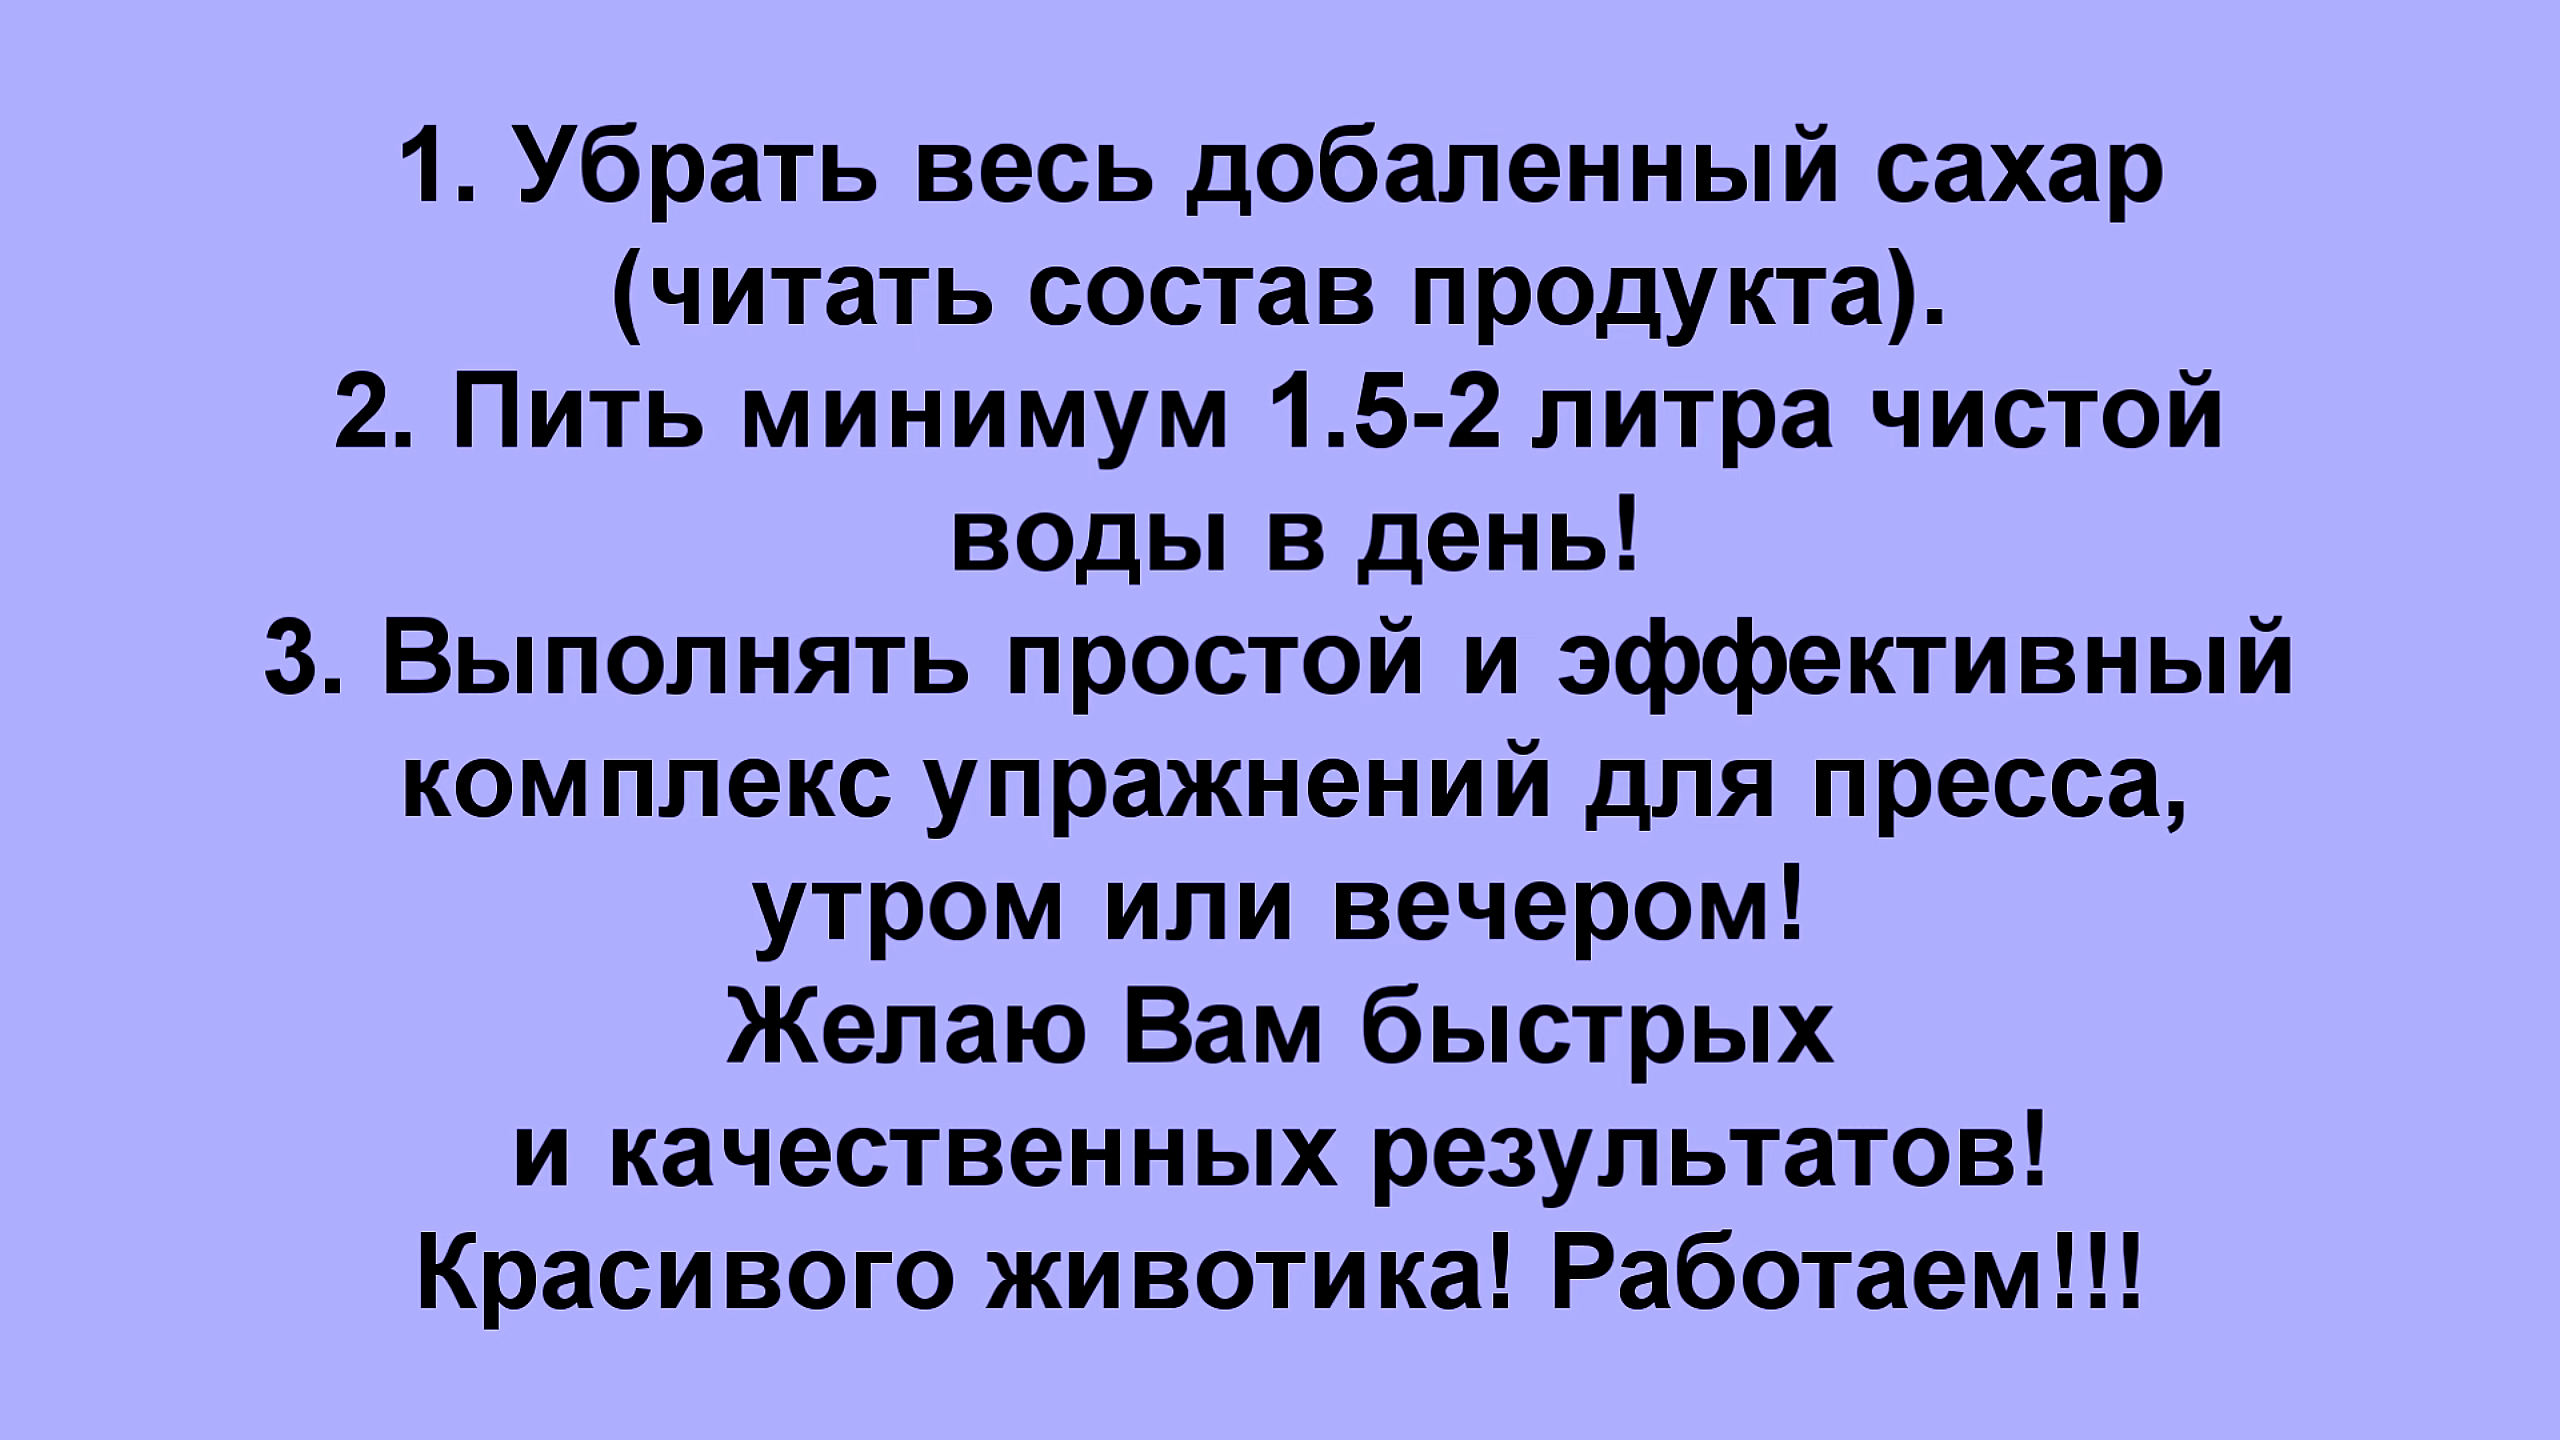 1. Убрать весь добаленный сахар
(читать состав продукта).
2. Пить минимум 1.5-2 литра чистой
воды в день!
3. Выполнять простой и эффективный
комплекс упражнений для пресса,
утром или вечером!
Желаю Вам быстрых
и качественных результатов!
Красивого животика! Работаем!!!